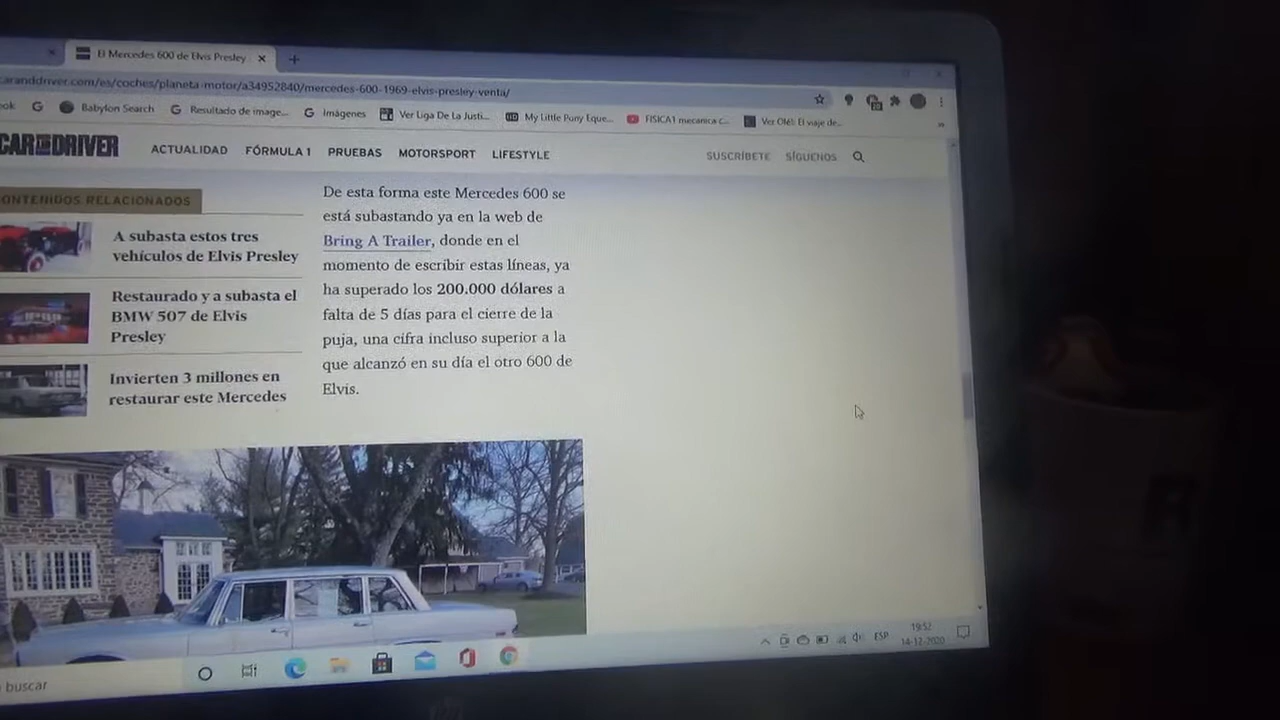 El Mercedes 600 de Elvis Presley
caranddriver.com/es/coches/planeta-motor/a34952840/mercedes-600-1969-elvis-presley-venta/
Babylon Search
Resultado de image...
Imágenes
Ver Liga De La Justi...
My Little Pony Eque...
FISICA1 mecanica c...
Ver Olé!: El viaje de...
CAR AND DRIVER
ACTUALIDAD
FÓRMULA 1
PRUEBAS
MOTORSPORT
LIFESTYLE
SUSCRÍBETE
SÍGUENOS
CONTENIDOS RELACIONADOS
A subasta estos tres
vehículos de Elvis Presley
Restaurado y a subasta el
BMW 507 de Elvis
Presley
Invierten 3 millones en
restaurar este Mercedes
De esta forma este Mercedes 600 se
está subastando ya en la web de
Bring A Trailer, donde en el
momento de escribir estas líneas, ya
ha superado los 200.000 dólares a
falta de 5 días para el cierre de la
puja, una cifra incluso superior a la
que alcanzó en su día el otro 600 de
Elvis.
buscar
ESP
19:52
14-12-2020